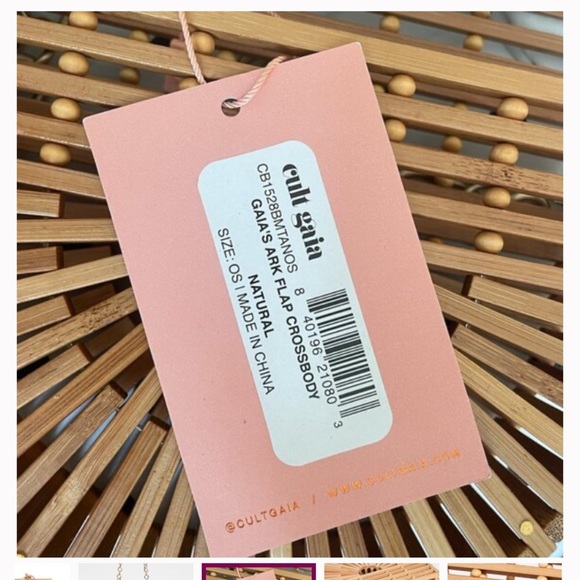 cult gaia
CB1528BMTANOS
GAIA'S ARK FLAP CROSSBODY
NATURAL
SIZE: OS | MADE IN CHINA
8 40196 21080 3
@CULTGAIA / WWW.CULTGAIA.COM